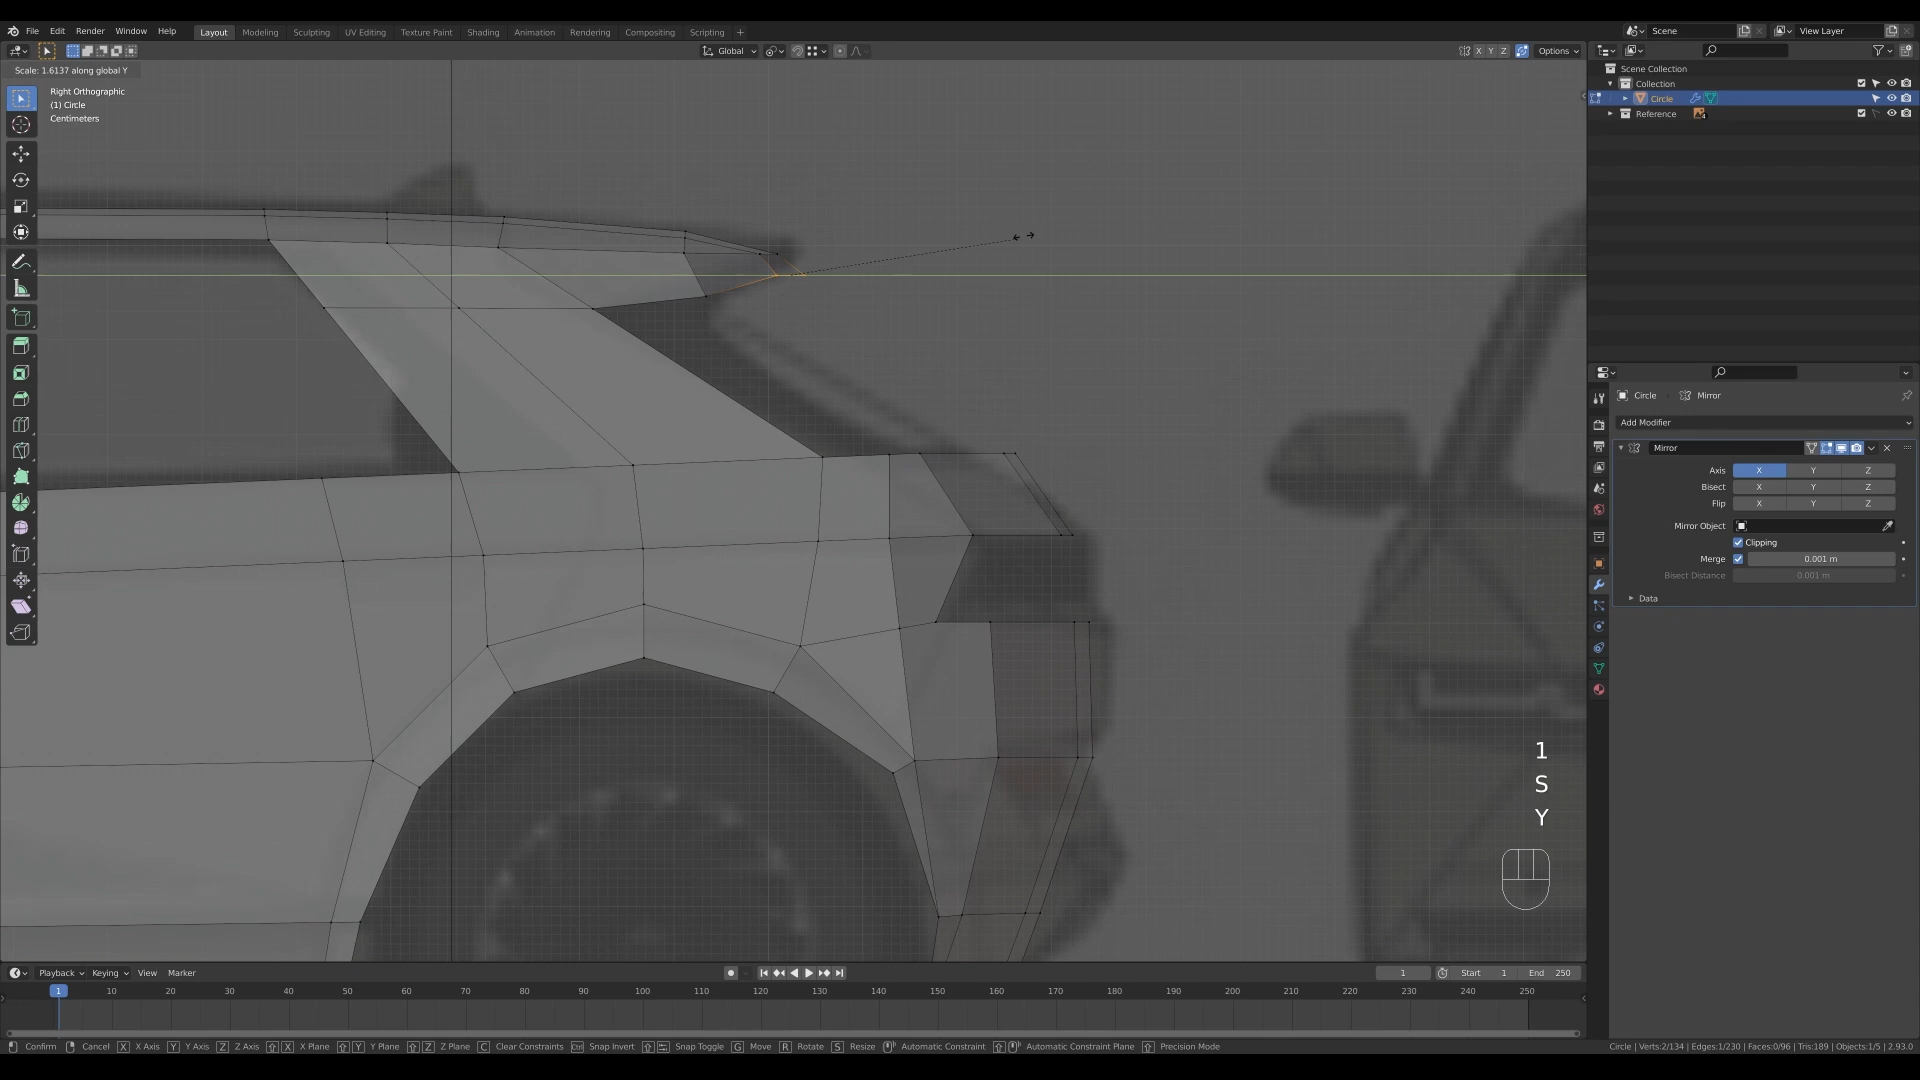 File Edit Render Window Help Layout Modeling Sculpting UV Editing Texture Paint Shading Animation Rendering Compositing Scripting + Scene View Layer
Global X Y Z Options
Scale: 1.6137 along global Y
Right Orthographic
(1) Circle
Centimeters
Scene Collection
Collection
Circle
Reference
4
Circle Mirror
Add Modifier
Mirror
Axis X Y Z
Bisect X Y Z
Flip X Y Z
Mirror Object
Clipping
Merge 0.001 m
Bisect Distance 0.001 m
Data
1
S
Y
Playback Keying View Marker 1 Start 1 End 250
1 10 20 30 40 50 60 70 80 90 100 110 120 130 140 150 160 170 180 190 200 210 220 230 240 250
Confirm Cancel X X Axis Y Y Axis Z Z Axis X X Plane Y Y Plane Z Z Plane C Clear Constraints Ctrl Snap Invert Snap Toggle G Move R Rotate S Resize Automatic Constraint Automatic Constraint Plane Precision Mode Circle | Verts:2/134 | Edges:1/230 | Faces:0/96 | Tris:189 | Objects:1/5 | 2.93.0